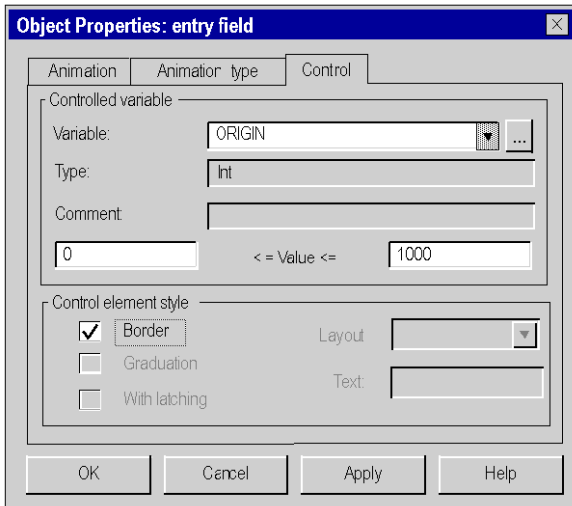 Object Properties: entry field
Animation Animation type Control
Controlled variable
Variable: ORIGIN ...
Type: Int
Comment:
0 < = Value <= 1000
Control element style
Border Layout
Graduation
Text:
With latching
OK Cancel Apply Help